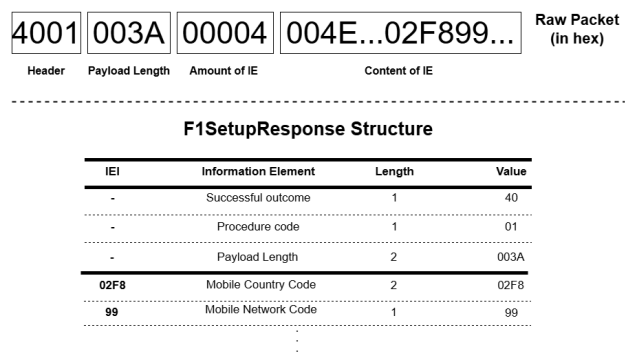 4001 003A 00004 004E...02F899... Raw Packet
(in hex)
Header Payload Length Amount of IE Content of IE
F1SetupResponse Structure
IEI Information Element Length Value
- Successful outcome 1 40
- Procedure code 1 01
- Payload Length 2 003A
02F8 Mobile Country Code 2 02F8
99 Mobile Network Code 1 99
.
.
.